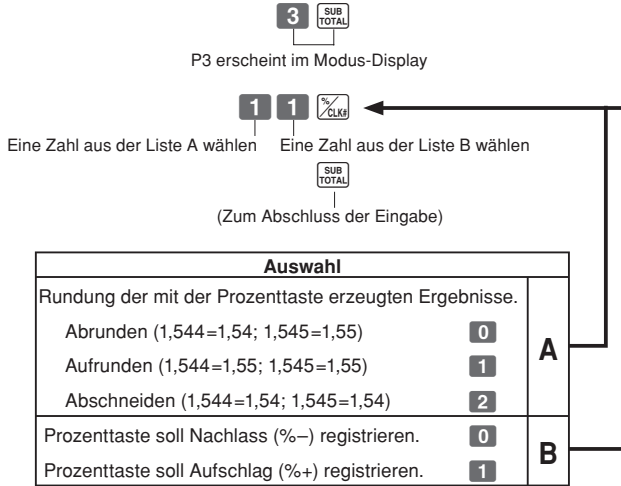 3 SUB TOTAL
P3 erscheint im Modus-Display
1 1 %/CLK#
Eine Zahl aus der Liste A wählen Eine Zahl aus der Liste B wählen
SUB TOTAL
(Zum Abschluss der Eingabe)
Auswahl
Rundung der mit der Prozenttaste erzeugten Ergebnisse.
Abrunden (1,544=1,54; 1,545=1,55) 0
Aufrunden (1,544=1,55; 1,545=1,55) 1
Abschneiden (1,544=1,54; 1,545=1,54) 2
A
Prozenttaste soll Nachlass (%–) registrieren. 0
Prozenttaste soll Aufschlag (%+) registrieren. 1
B